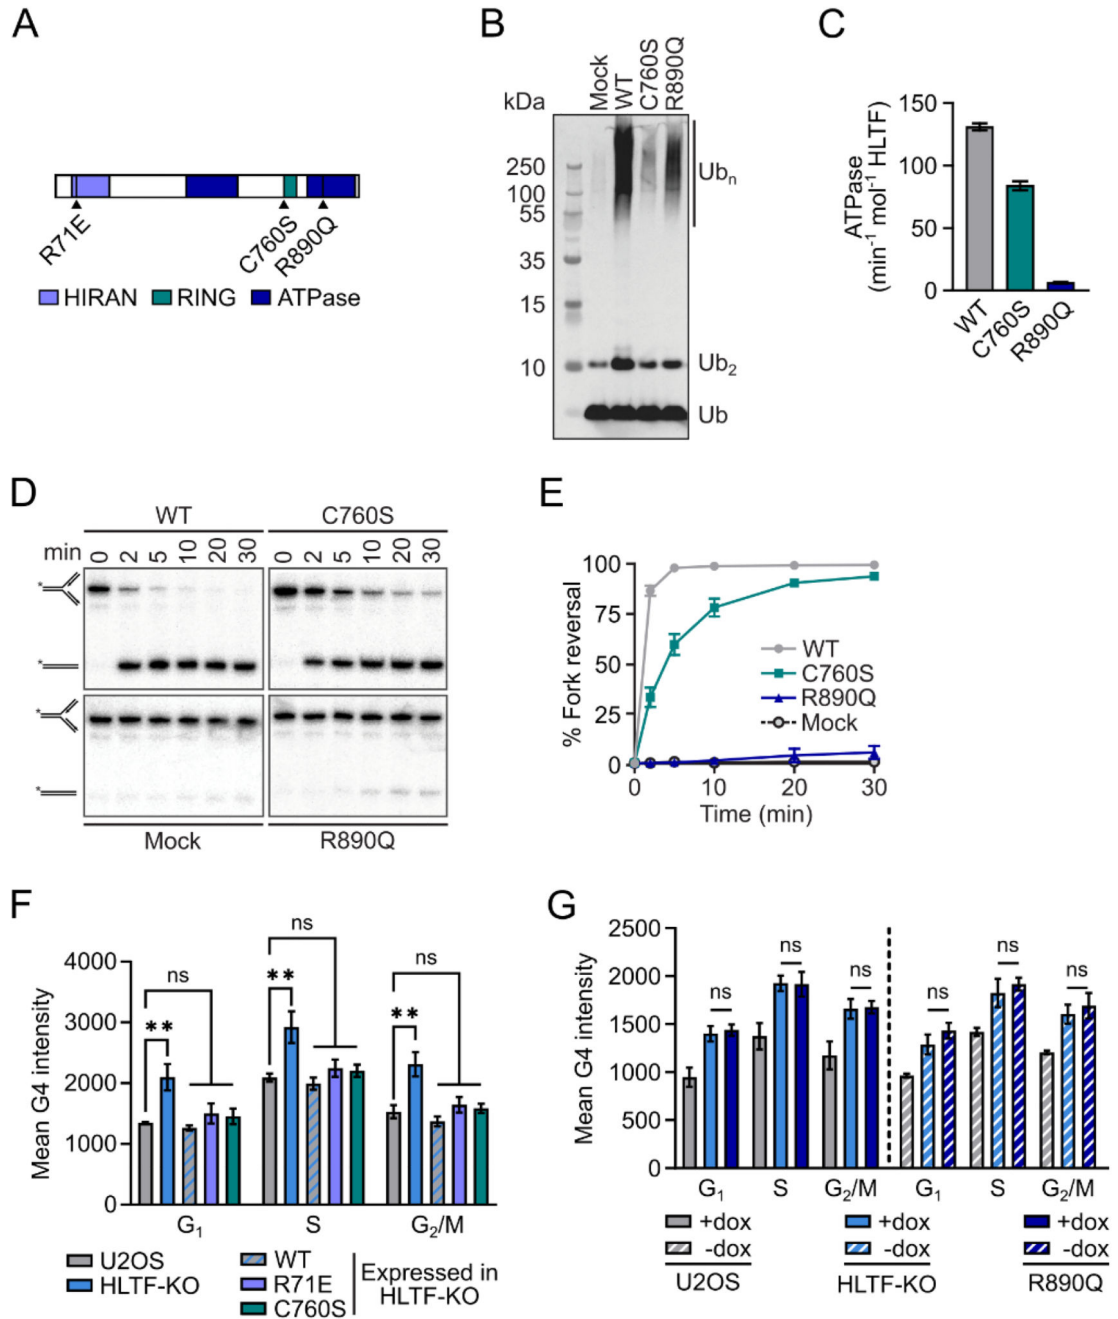 A
R71E
C760S
R890Q
HIRAN RING ATPase
B
kDa
Mock
WT
C760S
R890Q
250
100
55
35
15
10
Ubn
Ub2
Ub
C
ATPase
(min-1 mol-1 HLTF)
150
100
50
0
WT
C760S
R890Q
D
WT C760S
min 0 2 5 10 20 30 0 2 5 10 20 30
*
*
*
*
Mock R890Q
E
% Fork reversal
100
75
50
25
0
WT
C760S
R890Q
Mock
0 10 20 30
Time (min)
F
Mean G4 intensity
4000
3000
2000
1000
0
ns
**
ns
**
ns
**
G1 S G2/M
U2OS
HLTF-KO
WT
R71E
C760S
Expressed in
HLTF-KO
G
Mean G4 intensity
2500
2000
1500
1000
500
0
ns ns ns ns ns ns
G1 S G2/M G1 S G2/M
+dox +dox +dox
-dox -dox -dox
U2OS HLTF-KO R890Q